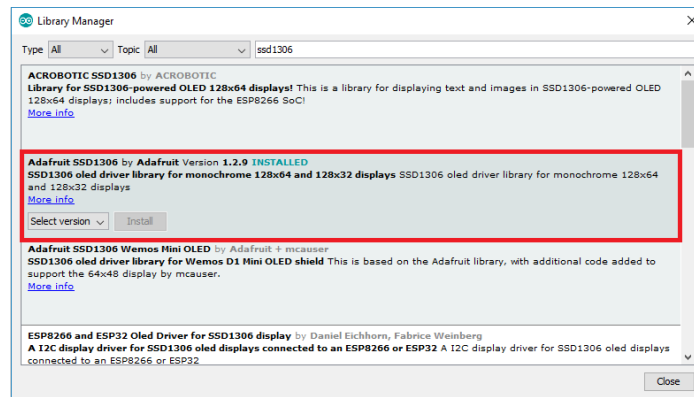 Library Manager
Type All Topic All ssd1306
ACROBOTIC SSD1306 by ACROBOTIC
Library for SSD1306-powered OLED 128x64 displays! This is a library for displaying text and images in SSD1306-powered OLED
128x64 displays; includes support for the ESP8266 SoC!
More info
Adafruit SSD1306 by Adafruit Version 1.2.9 INSTALLED
SSD1306 oled driver library for monochrome 128x64 and 128x32 displays SSD1306 oled driver library for monochrome 128x64
and 128x32 displays
More info
Select version Install
Adafruit SSD1306 Wemos Mini OLED by Adafruit + mcauser
SSD1306 oled driver library for Wemos D1 Mini OLED shield This is based on the Adafruit library, with additional code added to
support the 64x48 display by mcauser.
More info
ESP8266 and ESP32 Oled Driver for SSD1306 display by Daniel Eichhorn, Fabrice Weinberg
A I2C display driver for SSD1306 oled displays connected to an ESP8266 or ESP32 A I2C display driver for SSD1306 oled displays
connected to an ESP8266 or ESP32
Close